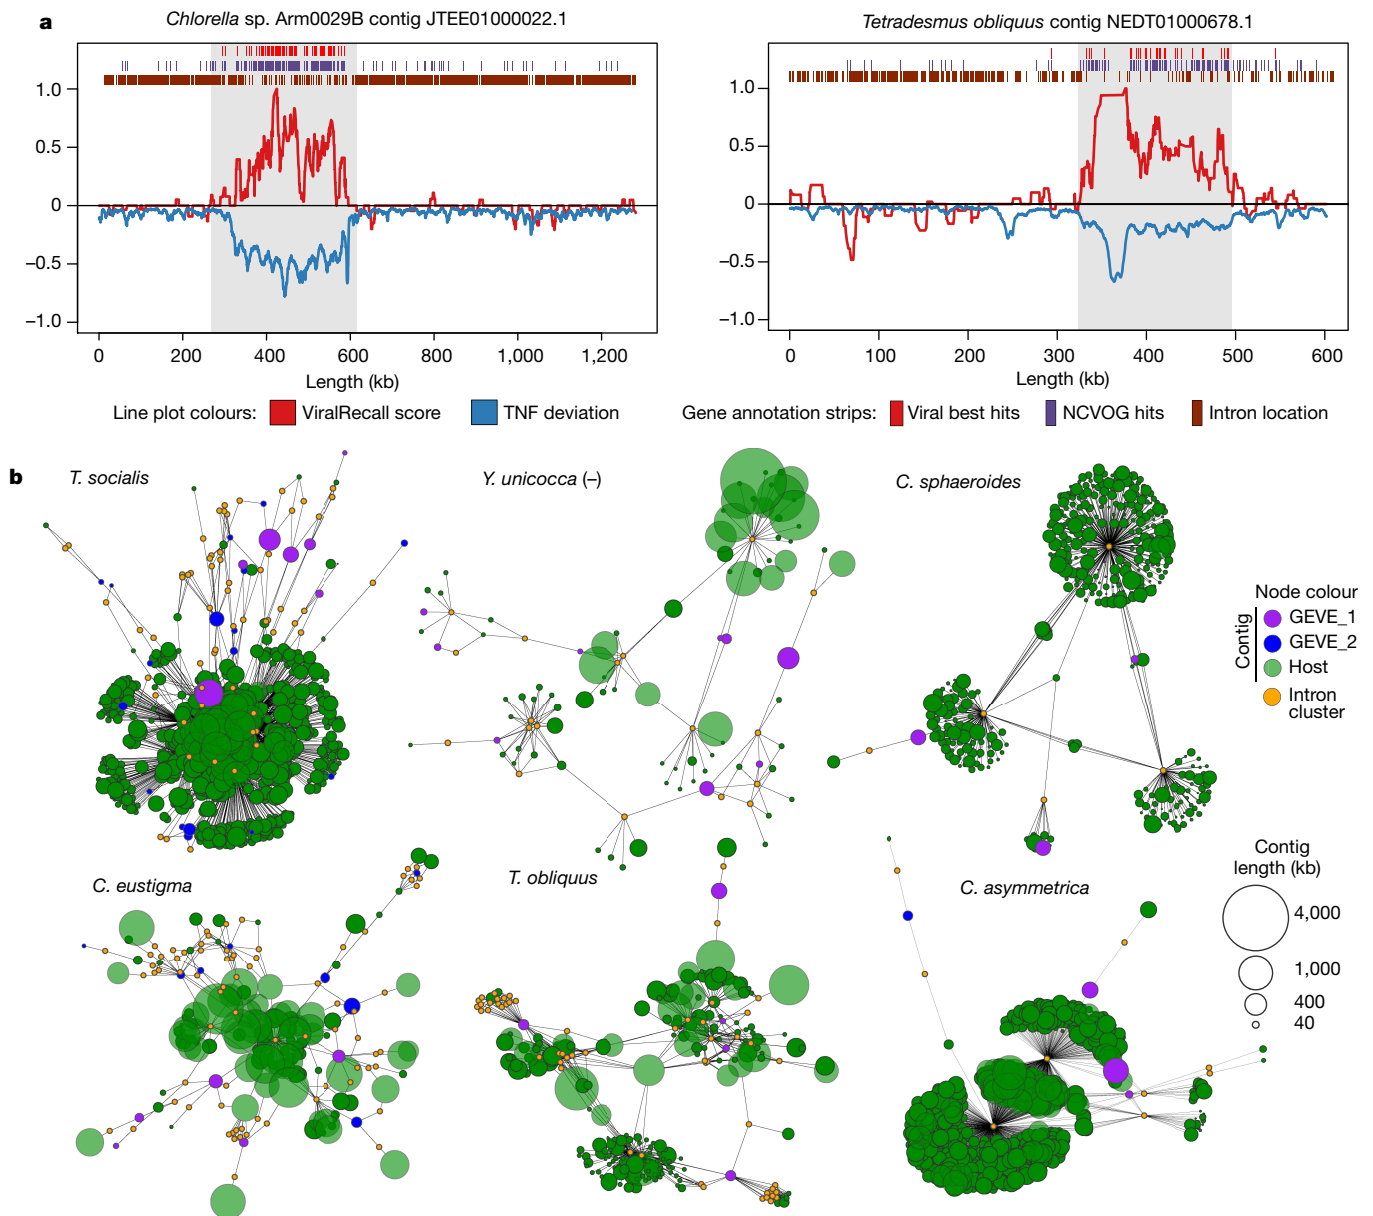 a
Chlorella sp. Arm0029B contig JTEE01000022.1
Tetradesmus obliquus contig NEDT01000678.1
1.0
0.5
0
−0.5
−1.0
0 200 400 600 800 1,000 1,200
Length (kb)
1.0
0.5
0
−0.5
−1.0
0 100 200 300 400 500 600
Length (kb)
Line plot colours: ViralRecall score TNF deviation
Gene annotation strips: Viral best hits NCVOG hits Intron location
b
T. socialis
Y. unicocca (–)
C. sphaeroides
Node colour
Contig
GEVE_1
GEVE_2
Host
Intron
cluster
C. eustigma
T. obliquus
C. asymmetrica
Contig
length (kb)
4,000
1,000
400
40